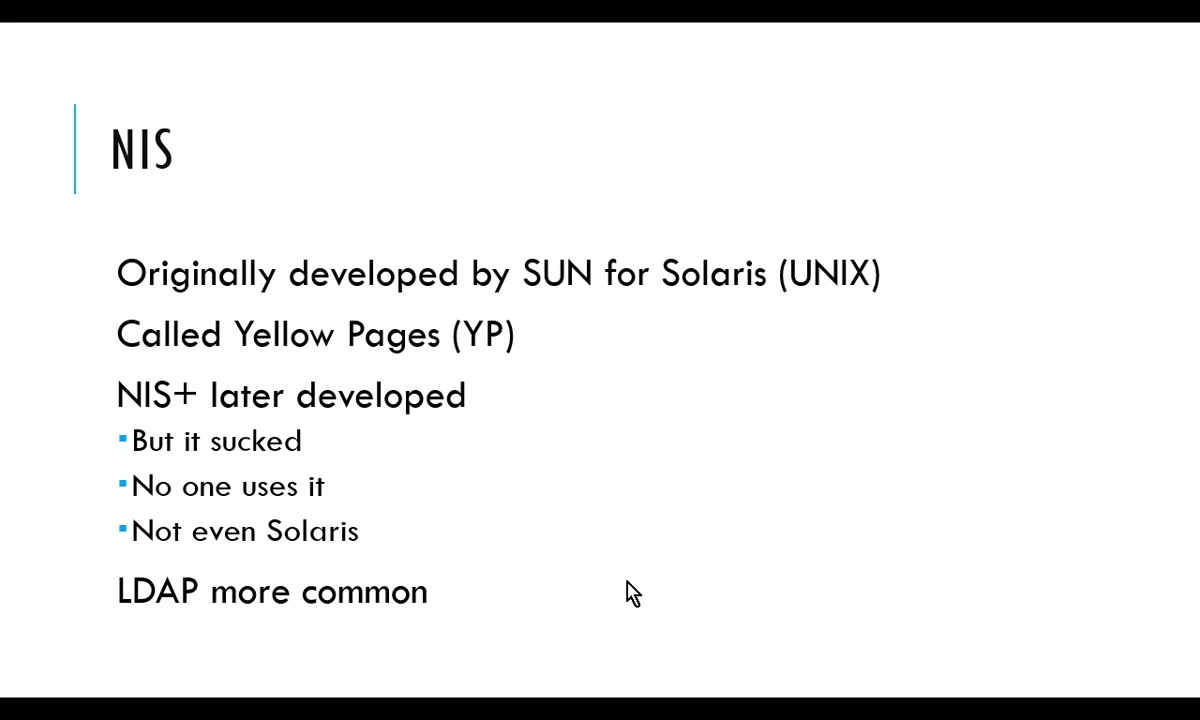 NIS
Originally developed by SUN for Solaris (UNIX)
Called Yellow Pages (YP)
NIS+ later developed
▪But it sucked
▪No one uses it
▪Not even Solaris
LDAP more common